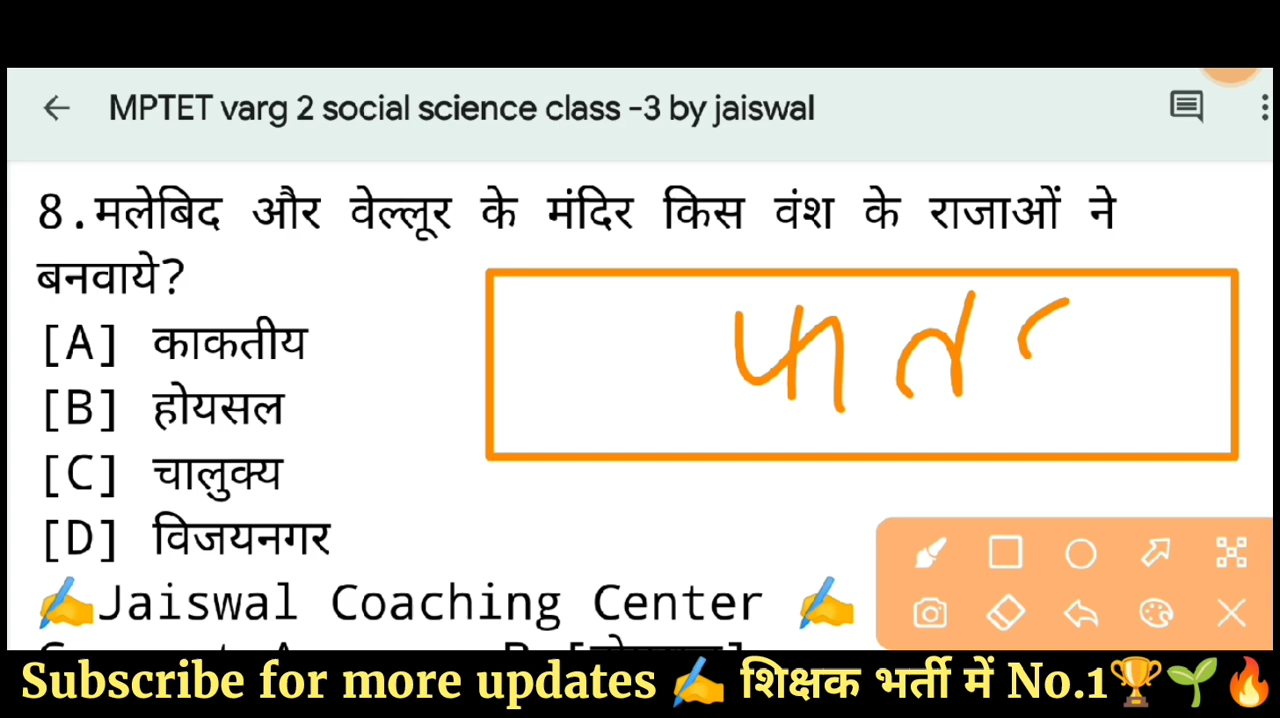 MPTET varg 2 social science class -3 by jaiswal
8.मलेबिद और वेल्लूर के मंदिर किस वंश के राजाओं ने
बनवाये?
[A] काकतीय
[B] होयसल
[C] चालुक्य
[D] विजयनगर
✍️Jaiswal Coaching Center ✍️
Subscribe for more updates ✍️ शिक्षक भर्ती में No.1🏆🌱🔥